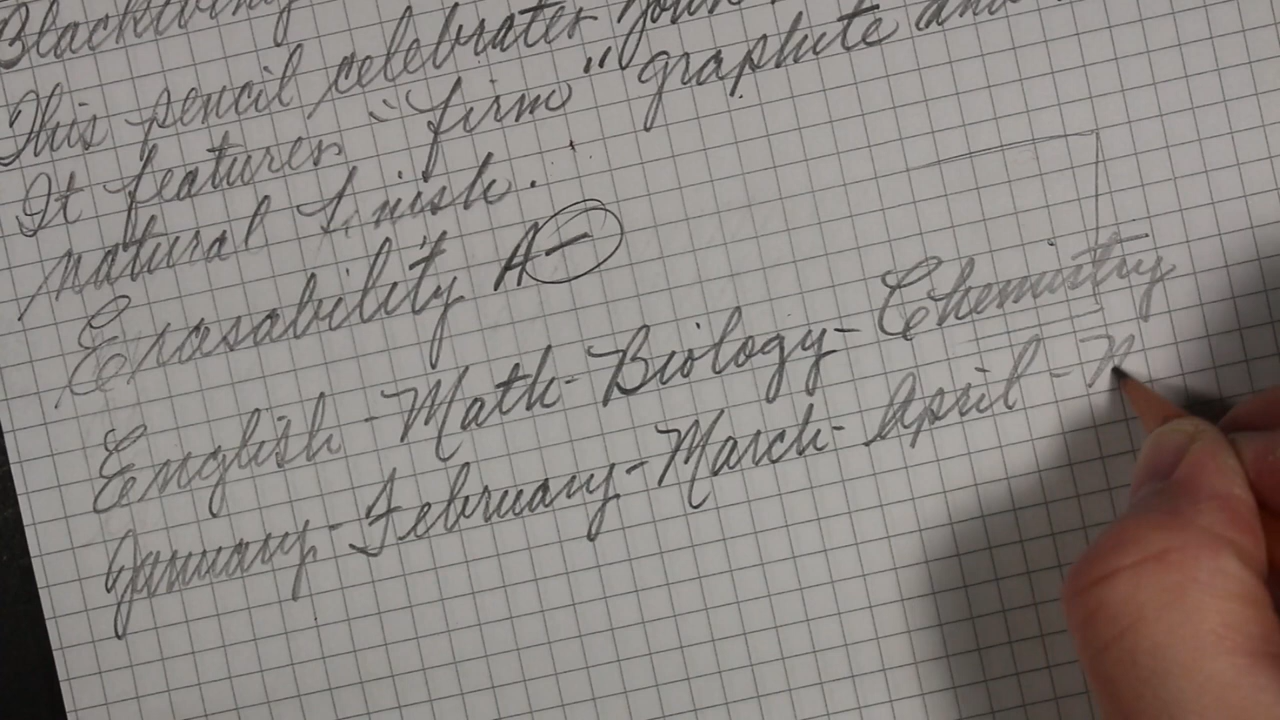 Blackwing
This pencil celebrates your
It features "firm" graphite and
natural finish.
Erasability A-
English - Math - Biology - Chemistry
January - February - March - April - M